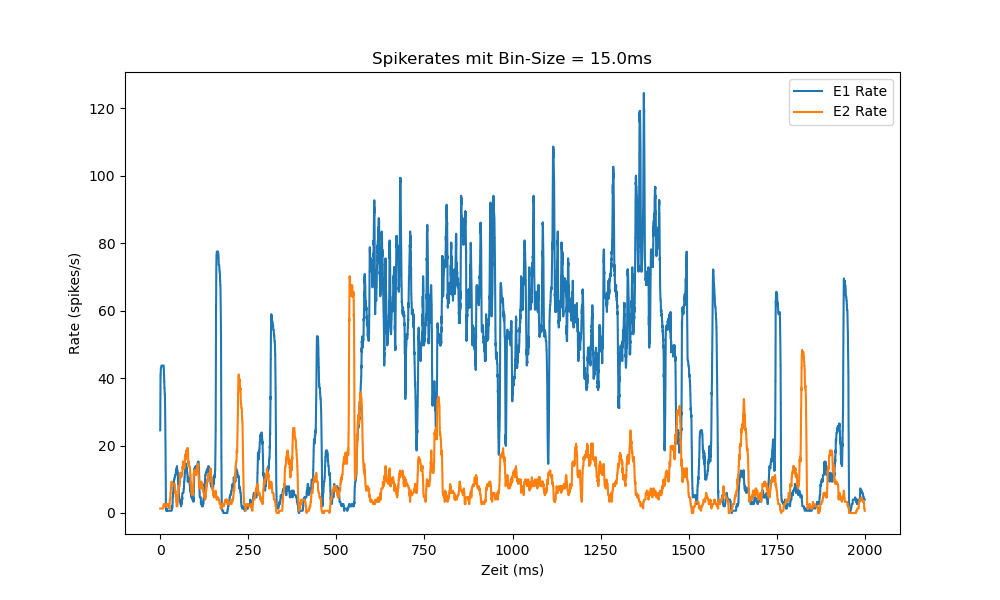 Spikerates mit Bin-Size = 15.0ms
E1 Rate
E2 Rate
Rate (spikes/s)
120
100
80
60
40
20
0
0 250 500 750 1000 1250 1500 1750 2000
Zeit (ms)